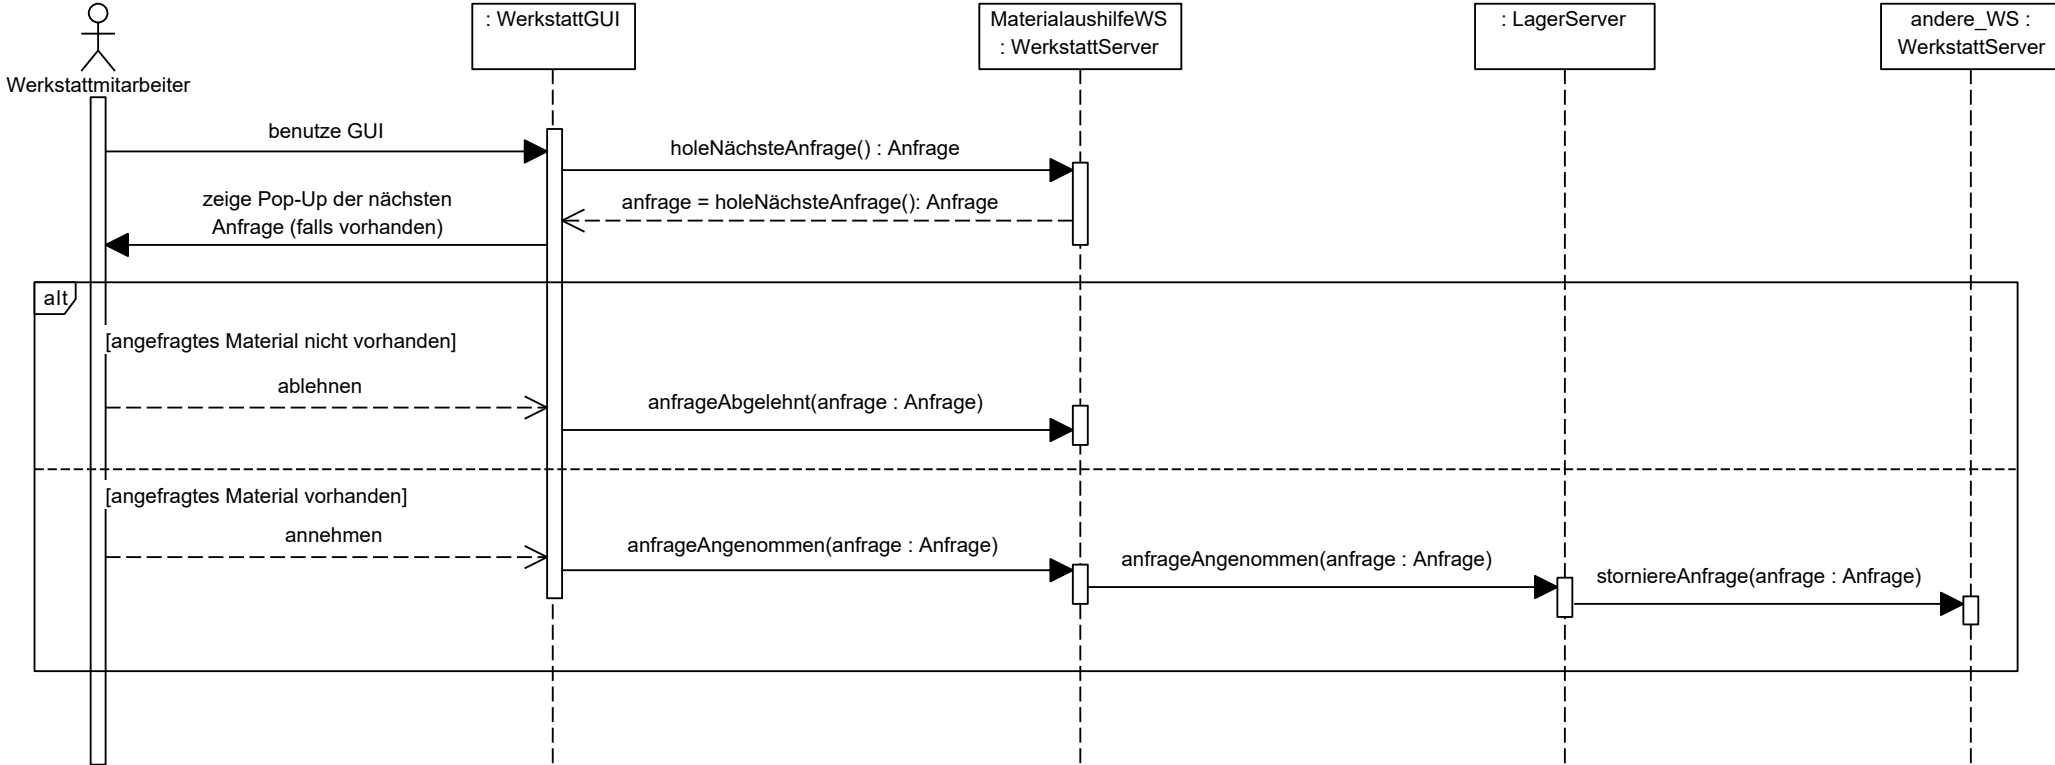 : WerkstattGUI
MaterialaushilfeWS
: WerkstattServer
: LagerServer
andere_WS :
WerkstattServer
Werkstattmitarbeiter
benutze GUI
holeNächsteAnfrage() : Anfrage
zeige Pop-Up der nächsten
Anfrage (falls vorhanden)
anfrage = holeNächsteAnfrage(): Anfrage
alt
[angefragtes Material nicht vorhanden]
ablehnen
anfrageAbgelehnt(anfrage : Anfrage)
[angefragtes Material vorhanden]
annehmen
anfrageAngenommen(anfrage : Anfrage)
anfrageAngenommen(anfrage : Anfrage)
storniereAnfrage(anfrage : Anfrage)